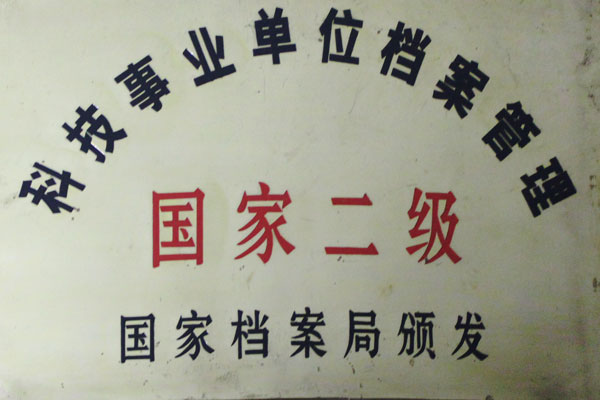 科技事业单位档案管理
国家二级
国家档案局颁发